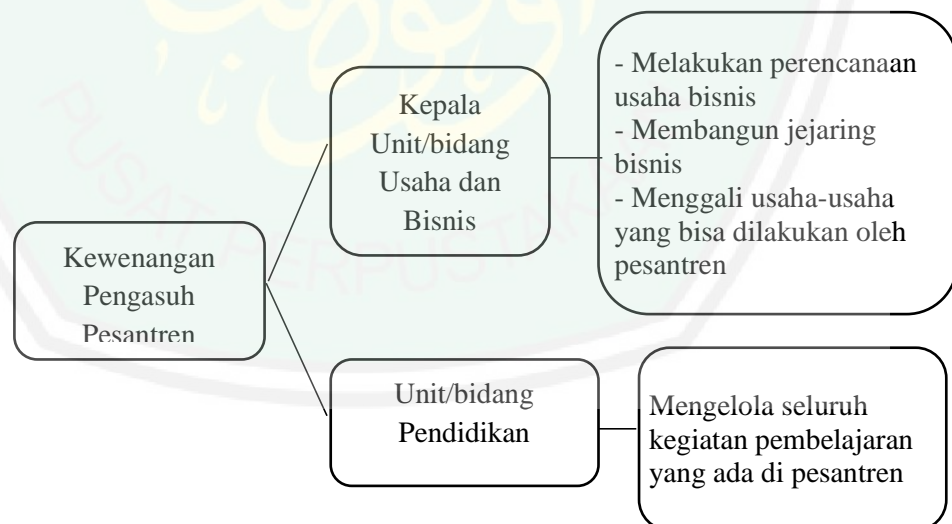 Kewenangan
Pengasuh
Pesantren
Kepala
Unit/bidang
Usaha dan
Bisnis
- Melakukan perencanaan
usaha bisnis
- Membangun jejaring
bisnis
- Menggali usaha-usaha
yang bisa dilakukan oleh
pesantren
Unit/bidang
Pendidikan
Mengelola seluruh
kegiatan pembelajaran
yang ada di pesantren